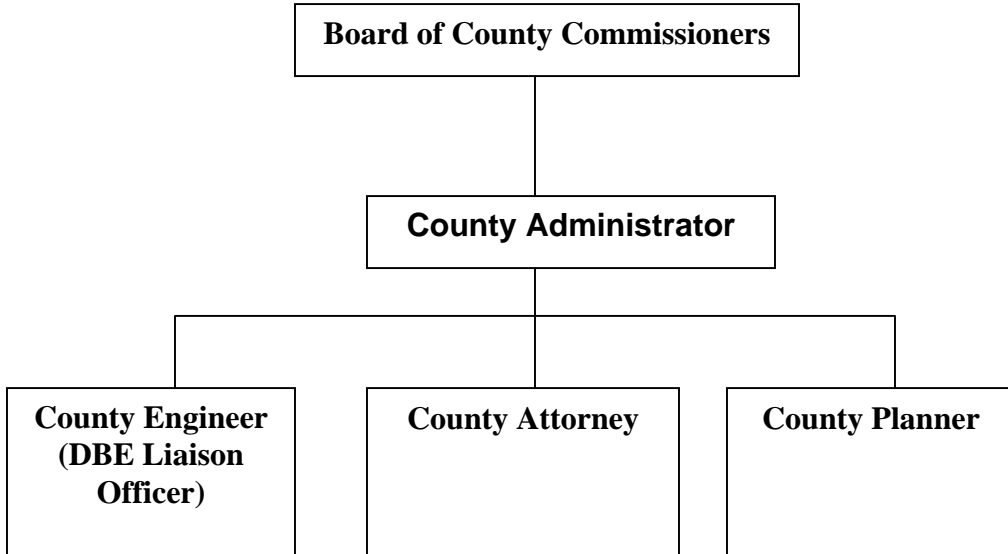 Board of County Commissioners
County Administrator
County Engineer
(DBE Liaison
Officer)
County Attorney
County Planner